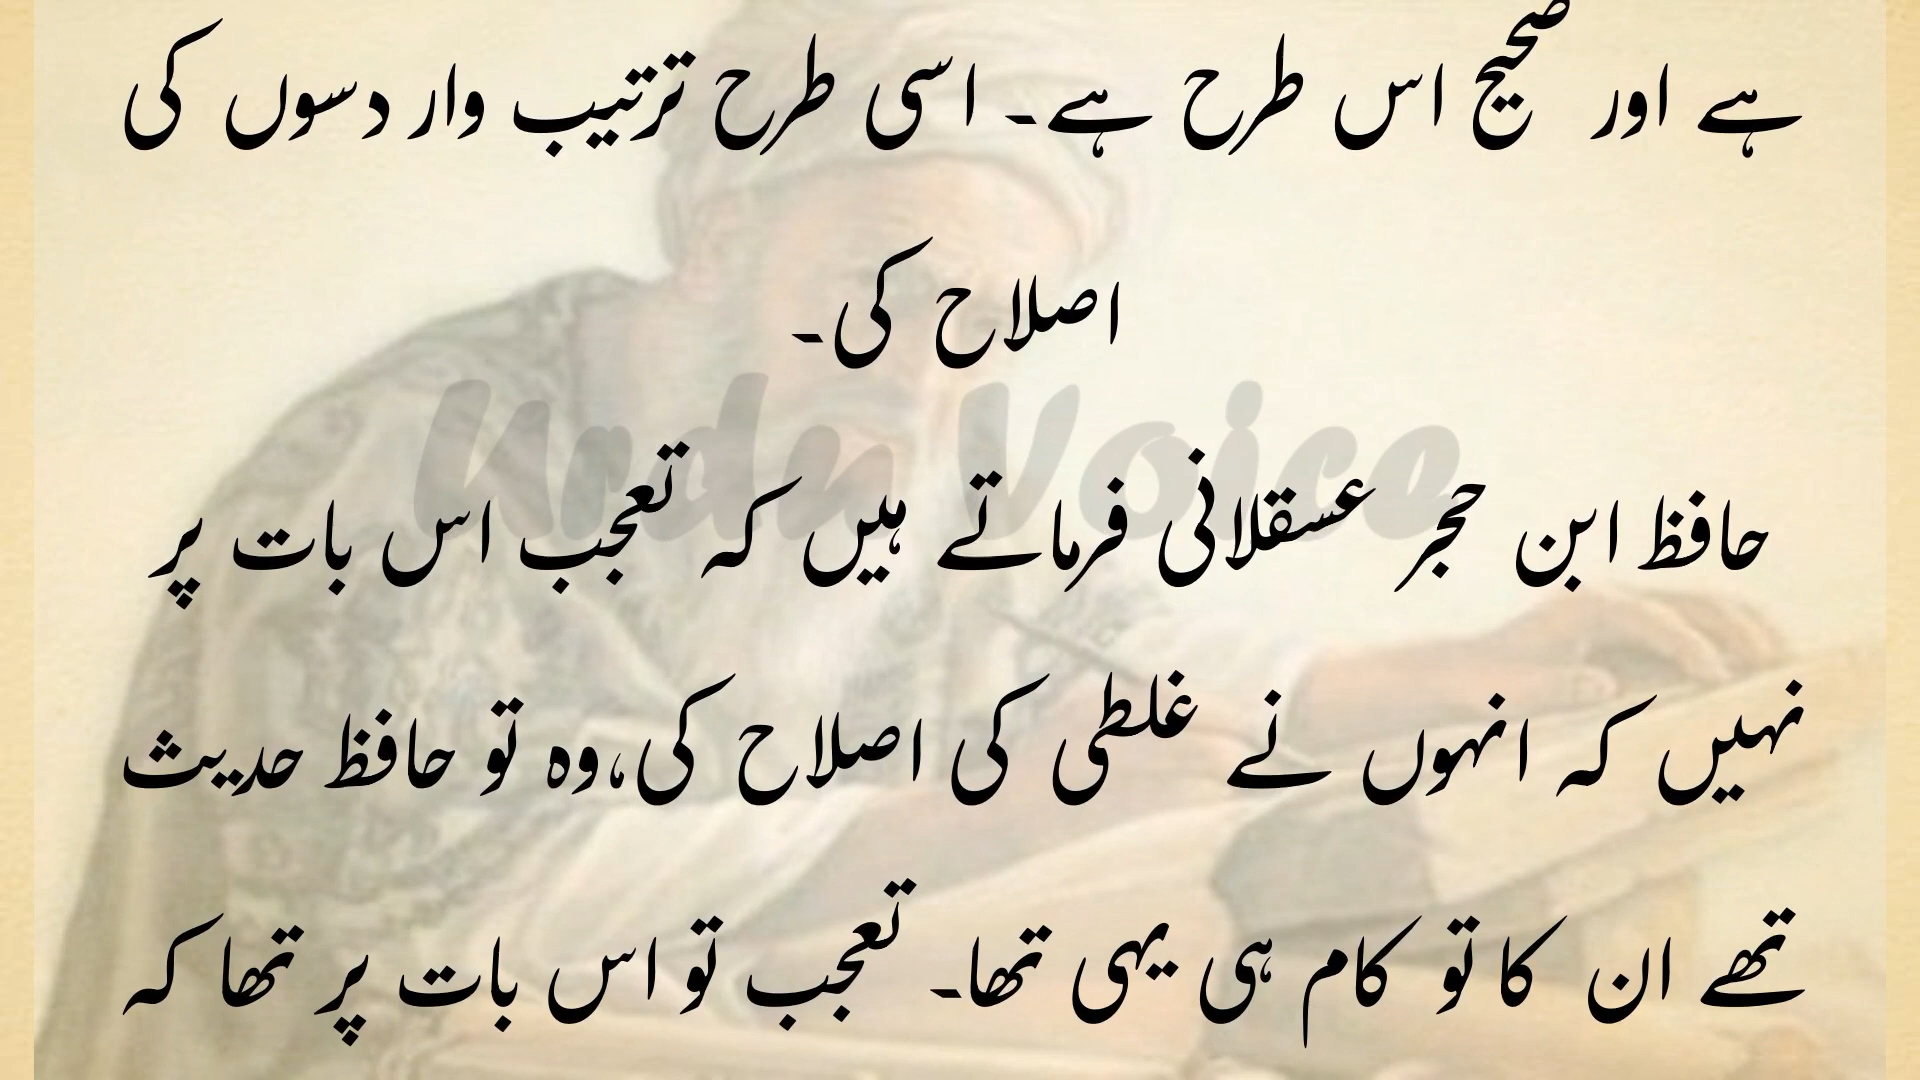 ہے اور صحیح اس طرح ہے۔ اسی طرح ترتیب وار دسوں کی
اصلاح کی۔
Urdu Voice
حافظ ابن حجر عسقلانی فرماتے ہیں کہ تعجب اس بات پر
نہیں کہ انہوں نے غلطی کی اصلاح کی،وہ تو حافظ حدیث
تھے ان کا تو کام ہی یہی تھا۔ تعجب تو اس بات پر تھا کہ